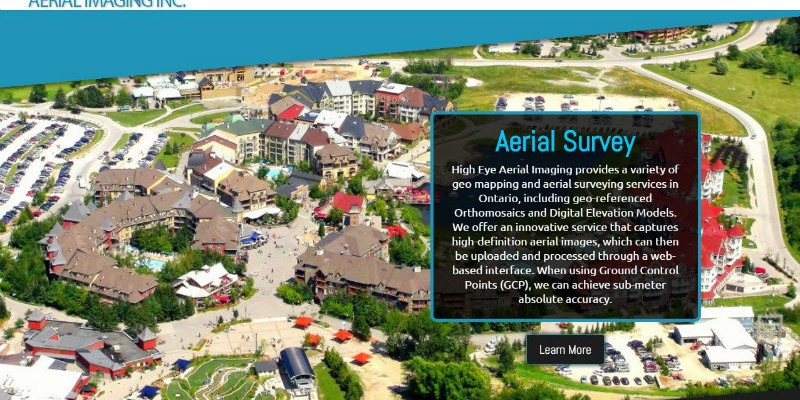 AERIAL IMAGING INC.
Aerial Survey
High Eye Aerial Imaging provides a variety of
geo mapping and aerial surveying services in
Ontario, including geo-referenced
Orthomosaics and Digital Elevation Models.
We offer an innovative service that captures
high-definition aerial images, which can then
be uploaded and processed through a web-
based interface. When using Ground Control
Points (GCP), we can achieve sub-meter
absolute accuracy.
Learn More